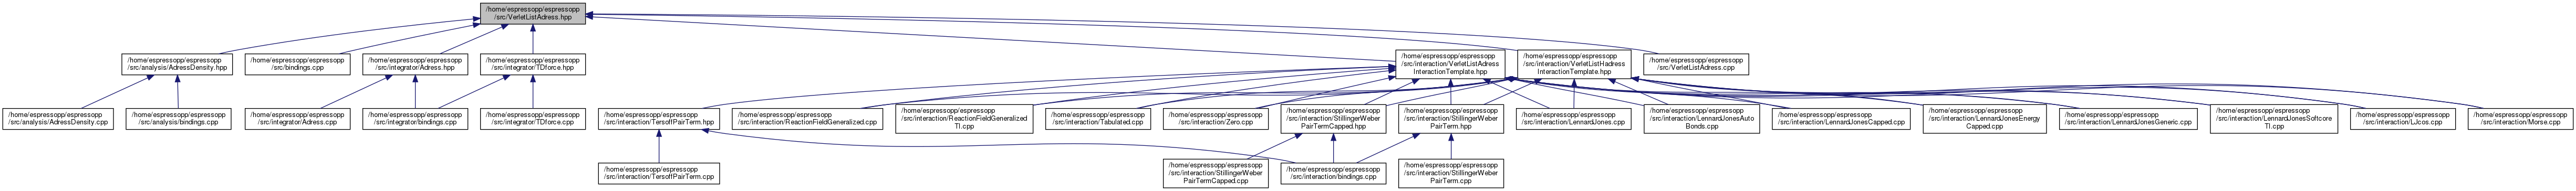 /home/espressopp/espressopp
/src/VerletListAdress.hpp
/home/espressopp/espressopp
/src/analysis/AdressDensity.hpp
/home/espressopp/espressopp
/src/bindings.cpp
/home/espressopp/espressopp
/src/integrator/Adress.hpp
/home/espressopp/espressopp
/src/integrator/TDforce.hpp
/home/espressopp/espressopp
/src/interaction/VerletListAdress
InteractionTemplate.hpp
/home/espressopp/espressopp
/src/interaction/VerletListHadress
InteractionTemplate.hpp
/home/espressopp/espressopp
/src/VerletListAdress.cpp
/home/espressopp/espressopp
/src/analysis/AdressDensity.cpp
/home/espressopp/espressopp
/src/analysis/bindings.cpp
/home/espressopp/espressopp
/src/integrator/Adress.cpp
/home/espressopp/espressopp
/src/integrator/bindings.cpp
/home/espressopp/espressopp
/src/integrator/TDforce.cpp
/home/espressopp/espressopp
/src/interaction/TersoffPairTerm.hpp
/home/espressopp/espressopp
/src/interaction/ReactionFieldGeneralized.cpp
/home/espressopp/espressopp
/src/interaction/ReactionFieldGeneralized
TI.cpp
/home/espressopp/espressopp
/src/interaction/Tabulated.cpp
/home/espressopp/espressopp
/src/interaction/Zero.cpp
/home/espressopp/espressopp
/src/interaction/StillingerWeber
PairTermCapped.hpp
/home/espressopp/espressopp
/src/interaction/StillingerWeber
PairTerm.hpp
/home/espressopp/espressopp
/src/interaction/LennardJones.cpp
/home/espressopp/espressopp
/src/interaction/LennardJonesAuto
Bonds.cpp
/home/espressopp/espressopp
/src/interaction/LennardJonesCapped.cpp
/home/espressopp/espressopp
/src/interaction/LennardJonesEnergy
Capped.cpp
/home/espressopp/espressopp
/src/interaction/LennardJonesGeneric.cpp
/home/espressopp/espressopp
/src/interaction/LennardJonesSoftcore
TI.cpp
/home/espressopp/espressopp
/src/interaction/LJcos.cpp
/home/espressopp/espressopp
/src/interaction/Morse.cpp
/home/espressopp/espressopp
/src/interaction/TersoffPairTerm.cpp
/home/espressopp/espressopp
/src/interaction/StillingerWeber
PairTermCapped.cpp
/home/espressopp/espressopp
/src/interaction/bindings.cpp
/home/espressopp/espressopp
/src/interaction/StillingerWeber
PairTerm.cpp